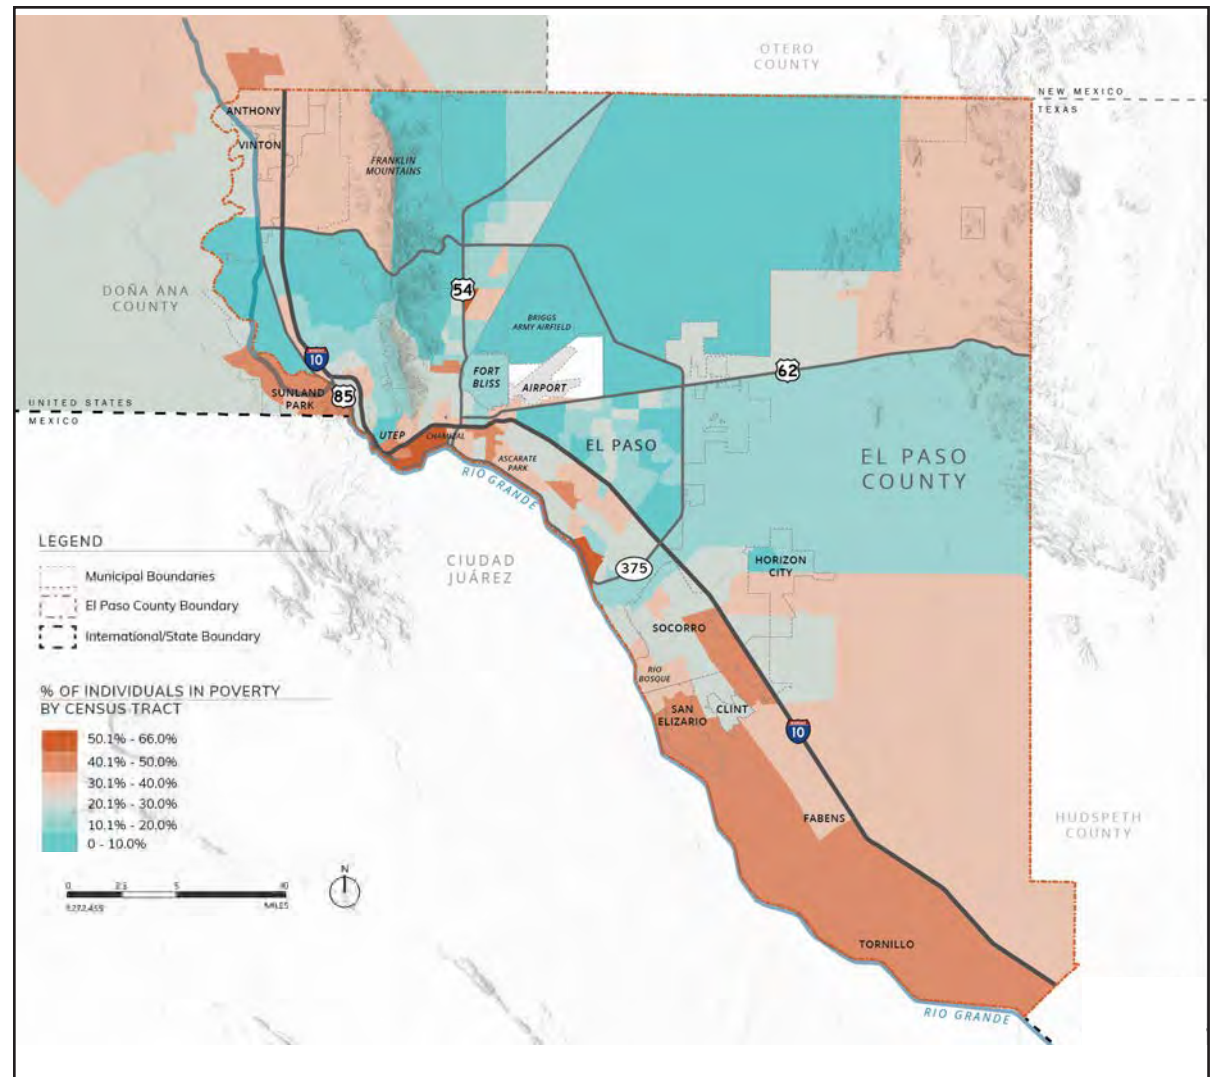 OTERO
COUNTY
NEW MEXICO
TEXAS
ANTHONY
VINTON
FRANKLIN
MOUNTAINS
DOÑA ANA
COUNTY
54
BRIGGS
ARMY AIRFIELD
10
FORT
BLISS
AIRPORT
62
SUNLAND
PARK
85
UNITED STATES
MEXICO
UTEP
CHAMIZAL
ASCARATE
PARK
EL PASO
EL PASO
COUNTY
RIO GRANDE
CIUDAD
JUÁREZ
375
HORIZON
CITY
SOCORRO
RIO
BOSQUE
SAN
ELIZARIO
CLINT
10
FABENS
HUDSPETH
COUNTY
TORNILLO
RIO GRANDE
LEGEND
Municipal Boundaries
El Paso County Boundary
International/State Boundary
% OF INDIVIDUALS IN POVERTY
BY CENSUS TRACT
50.1% - 66.0%
40.1% - 50.0%
30.1% - 40.0%
20.1% - 30.0%
10.1% - 20.0%
0 - 10.0%
N
0 2.5 5 10
MILES